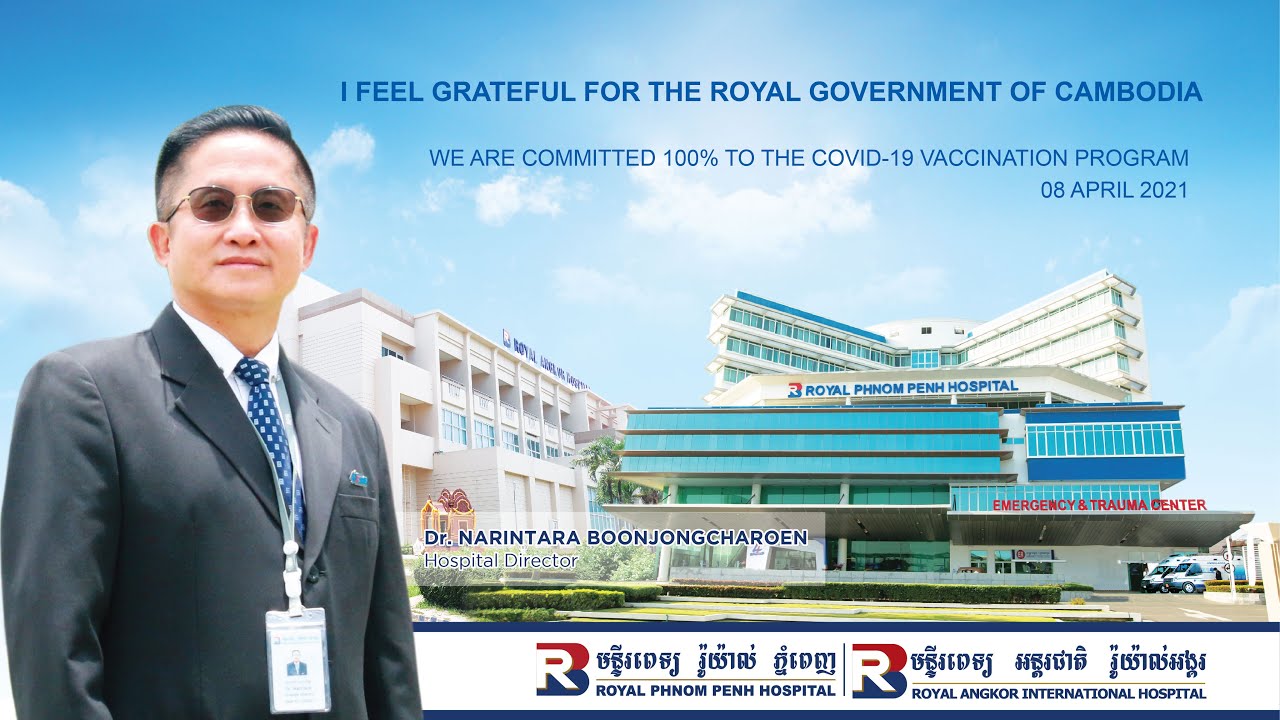 I FEEL GRATEFUL FOR THE ROYAL GOVERNMENT OF CAMBODIA
WE ARE COMMITTED 100% TO THE COVID-19 VACCINATION PROGRAM
08 APRIL 2021
ROYAL ANGKOR HOSPITAL
ROYAL PHNOM PENH HOSPITAL
EMERGENCY & TRAUMA CENTER
Dr. NARINTARA BOONJONGCHAROEN
Hospital Director
មន្ទីរពេទ្យ រ៉ូយ៉ាល់ ភ្នំពេញ
ROYAL PHNOM PENH HOSPITAL
មន្ទីរពេទ្យ អន្តរជាតិ រ៉ូយ៉ាល់អង្គរ
ROYAL ANGKOR INTERNATIONAL HOSPITAL